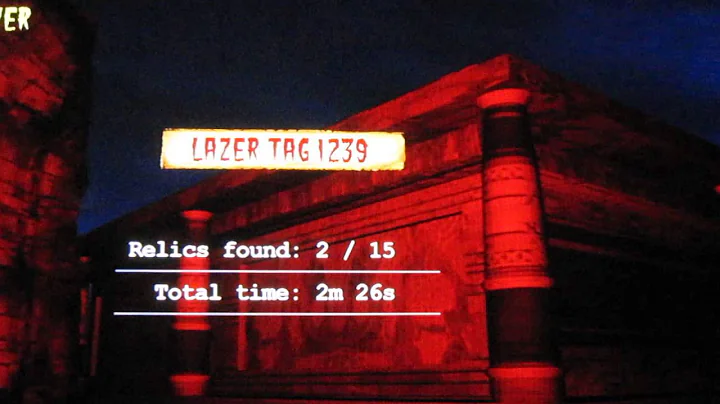 LAZER TAG 1239
Relics found: 2 / 15
Total time: 2m 26s